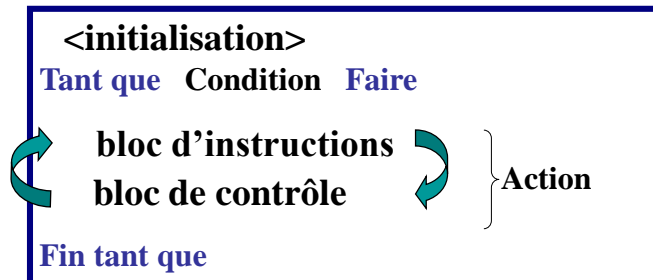 <initialisation>
Tant que Condition Faire
bloc d'instructions
bloc de contrôle
Action
Fin tant que